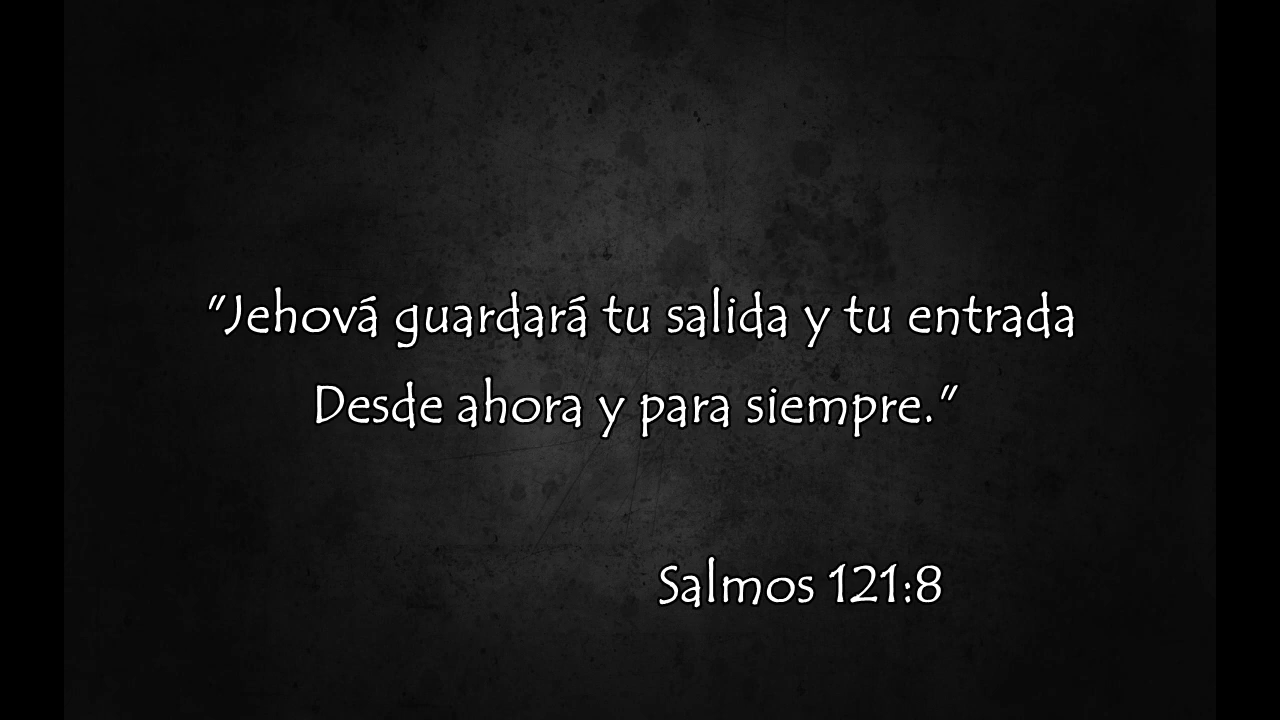 "Jehová guardará tu salida y tu entrada
Desde ahora y para siempre."
Salmos 121:8